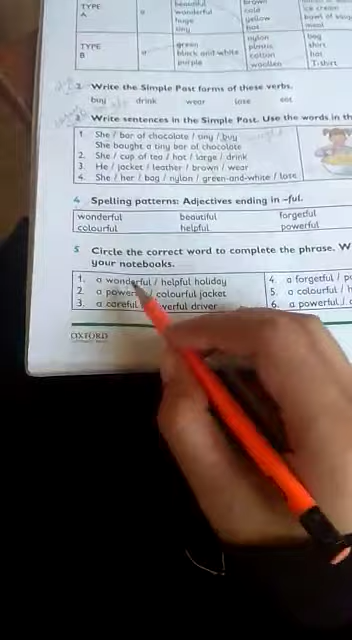 TYPE A
a
beautiful
wonderful
huge
tiny
brown
cold
yellow
hot
ice cream
meal
TYPE B
a
green
black and white
purple
nylon
plastic
cotton
woollen
bag
shirt
hat
T-shirt
2 Write the Simple Past forms of these verbs.
buy drink wear lose eat
3 Write sentences in the Simple Past. Use the words in th
1. She / bar of chocolate / tiny / buy
She bought a tiny bar of chocolate
2. She / cup of tea / hot / large / drink
3. He / jacket / leather / brown / wear
4. She / her / bag / nylon / green-and-white / lose
4 Spelling patterns: Adjectives ending in -ful.
wonderful beautiful forgetful
colourful helpful powerful
5 Circle the correct word to complete the phrase. W
your notebooks.
1. a wonderful / helpful holiday
2. a powerful / colourful jacket
3. a careful werful driver
4. a forgetful / p
5. a colourful / h
6. a powerful /
OXFORD